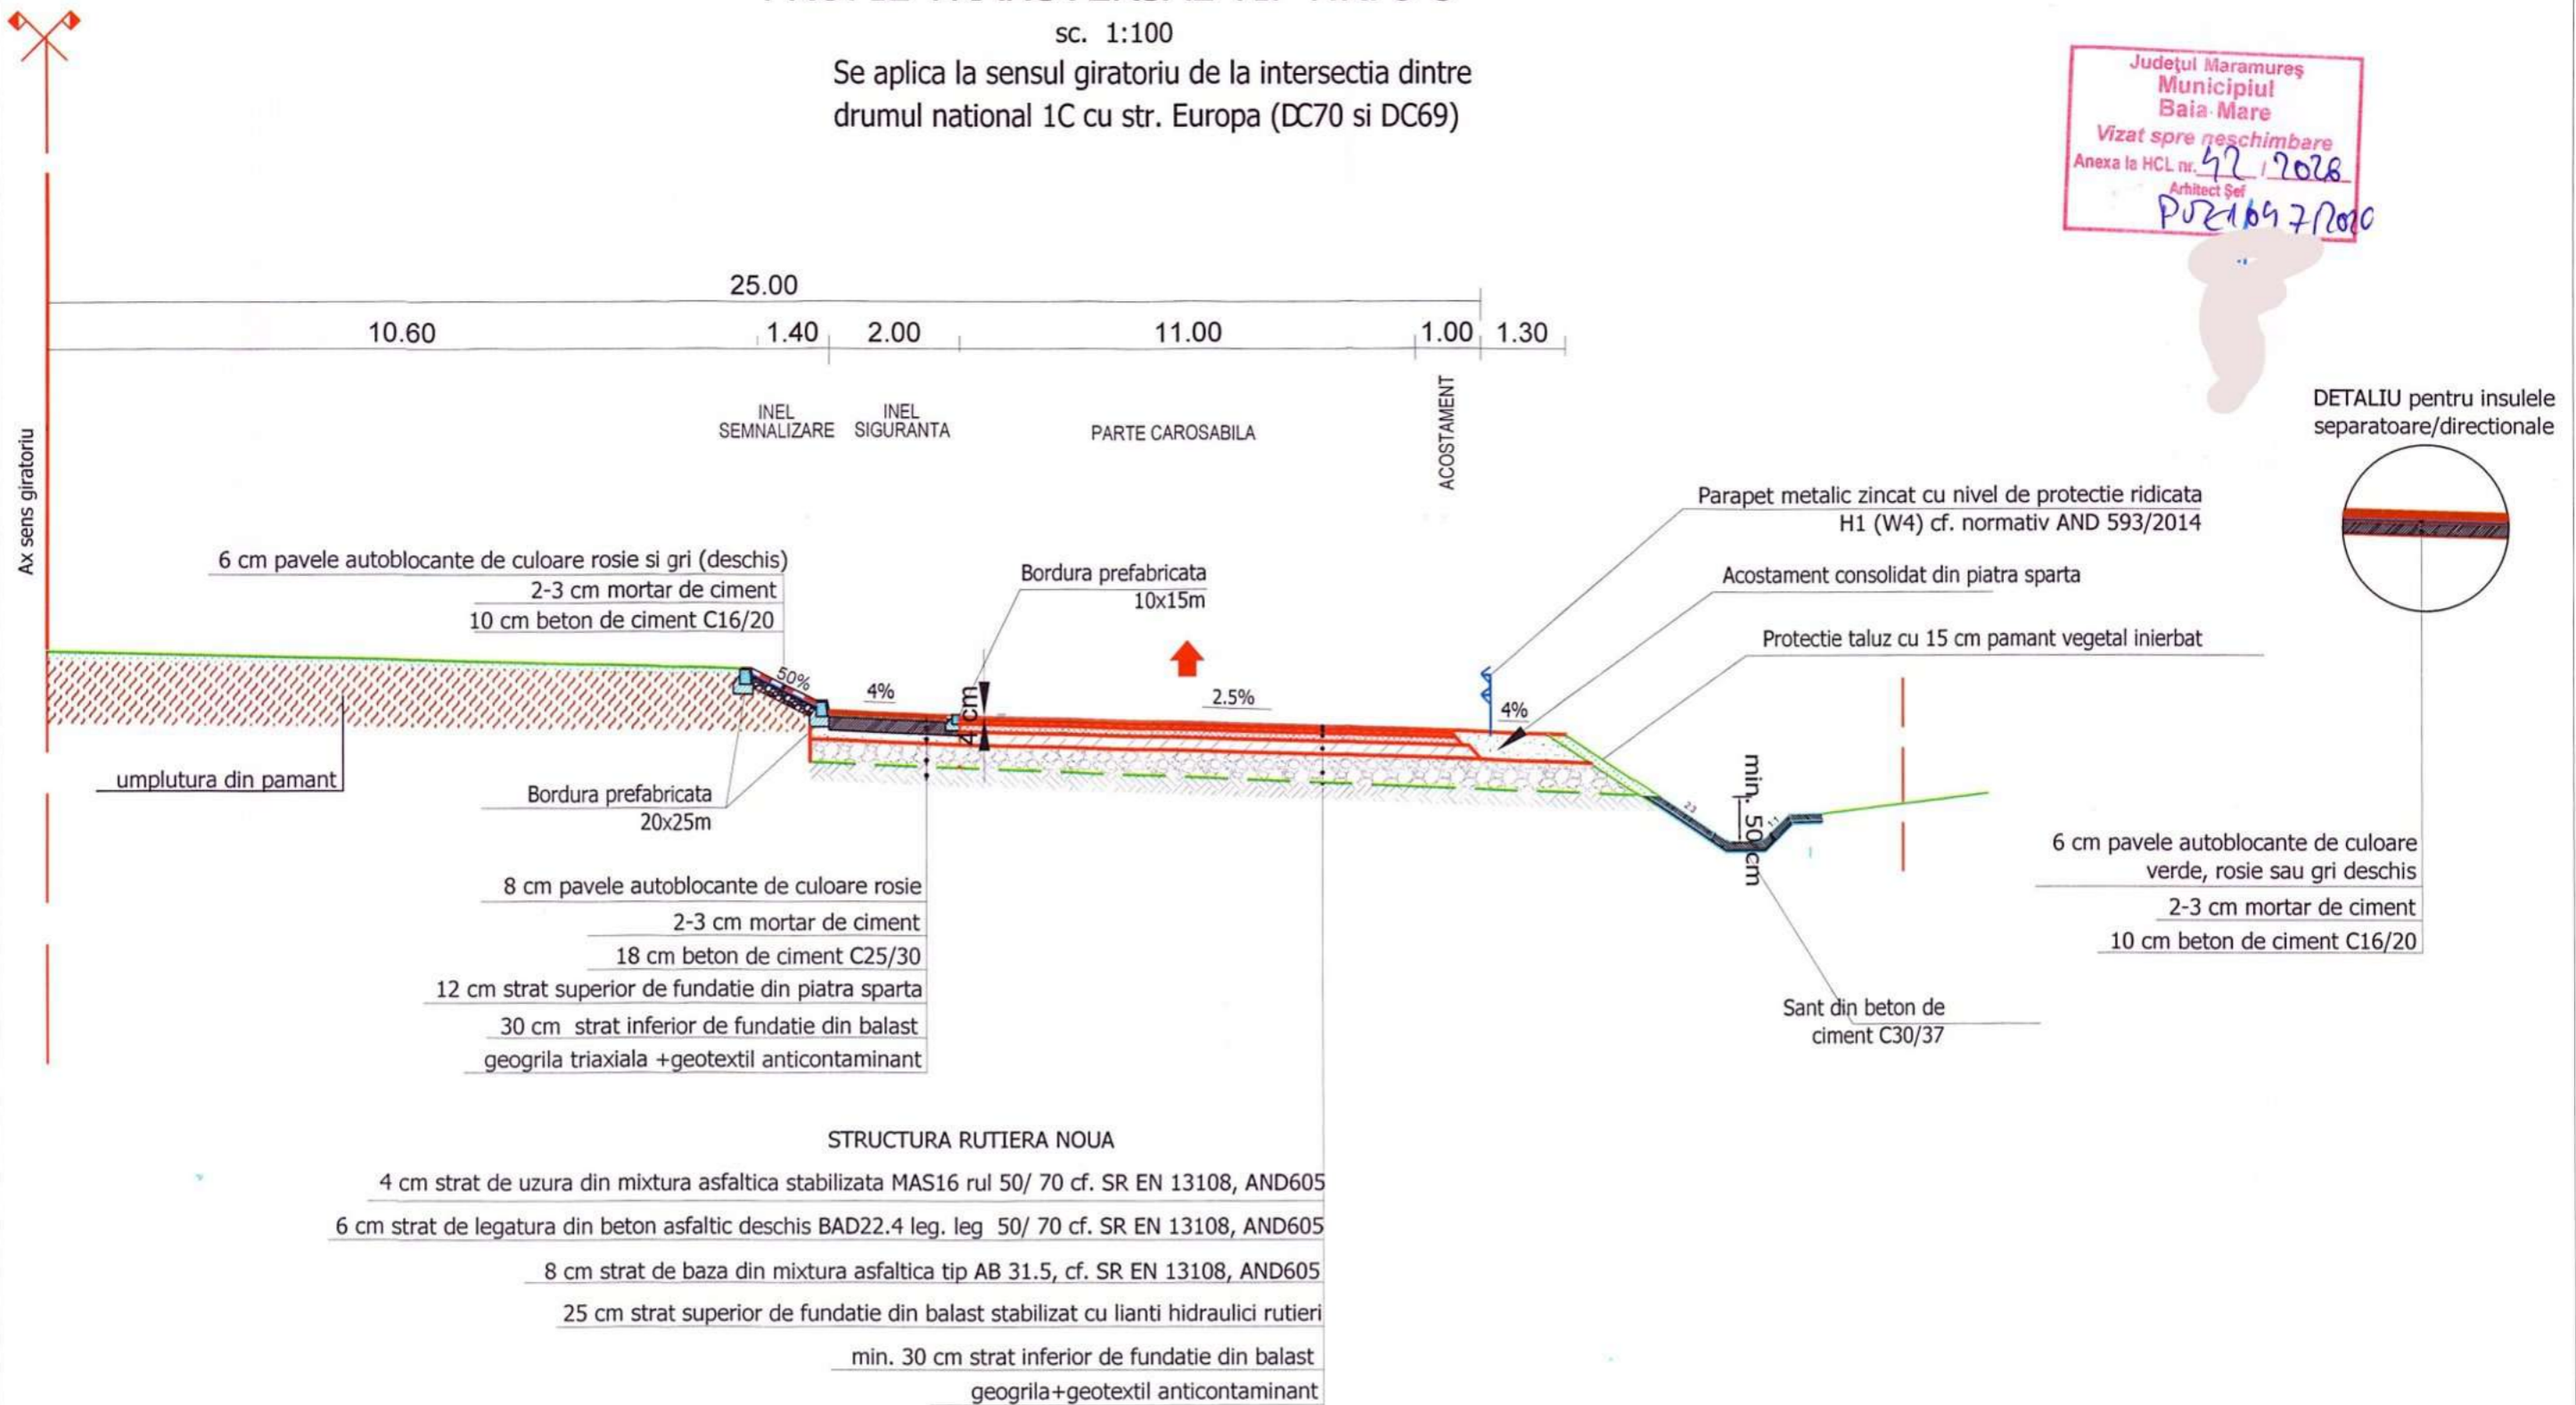 sc. 1:100
Se aplica la sensul giratoriu de la intersectia dintre
drumul national 1C cu str. Europa (DC70 si DC69)
Județul Maramureș
Municipiul
Baia Mare
Vizat spre neschimbare
Anexa la HCL nr. 42 / 2026
Arhitect Șef
25.00
10.60 1.40 2.00 11.00 1.00 1.30
INEL
SEMNALIZARE
INEL
SIGURANTA
PARTE CAROSABILA
ACOSTAMENT
Ax sens giratoriu
DETALIU pentru insulele
separatoare/directionale
Parapet metalic zincat cu nivel de protectie ridicata
H1 (W4) cf. normativ AND 593/2014
Acostament consolidat din piatra sparta
Protectie taluz cu 15 cm pamant vegetal inierbat
6 cm pavele autoblocante de culoare rosie si gri (deschis)
2-3 cm mortar de ciment
10 cm beton de ciment C16/20
Bordura prefabricata
10x15m
50%
4%
4 cm
2.5%
4%
umplutura din pamant
Bordura prefabricata
20x25m
min. 50 cm
8 cm pavele autoblocante de culoare rosie
2-3 cm mortar de ciment
18 cm beton de ciment C25/30
12 cm strat superior de fundatie din piatra sparta
30 cm strat inferior de fundatie din balast
geogrila triaxiala +geotextil anticontaminant
6 cm pavele autoblocante de culoare
verde, rosie sau gri deschis
2-3 cm mortar de ciment
10 cm beton de ciment C16/20
Sant din beton de
ciment C30/37
STRUCTURA RUTIERA NOUA
4 cm strat de uzura din mixtura asfaltica stabilizata MAS16 rul 50/ 70 cf. SR EN 13108, AND605
6 cm strat de legatura din beton asfaltic deschis BAD22.4 leg. leg 50/ 70 cf. SR EN 13108, AND605
8 cm strat de baza din mixtura asfaltica tip AB 31.5, cf. SR EN 13108, AND605
25 cm strat superior de fundatie din balast stabilizat cu lianti hidraulici rutieri
min. 30 cm strat inferior de fundatie din balast
geogrila+geotextil anticontaminant